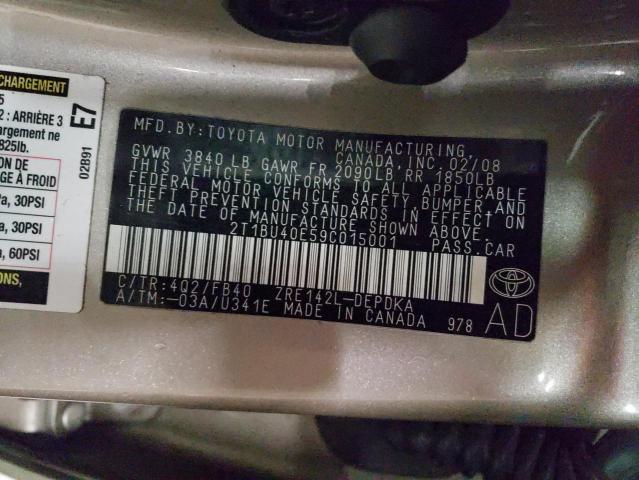 CHARGEMENT
5
2 : ARRIÈRE 3
argement ne
825lb.
ON DE
GE À FROID
a, 30PSI
a, 30PSI
a, 60PSI
IONS,
E7
02B91
MFD. BY: TOYOTA MOTOR MANUFACTURING
CANADA, INC. 02/08
GVWR 3840 LB GAWR FR 2090LB RR 1850LB
THIS VEHICLE CONFORMS TO ALL APPLICABLE
FEDERAL MOTOR VEHICLE SAFETY, BUMPER, AND
THEFT PREVENTION STANDARDS IN EFFECT ON
THE DATE OF MANUFACTURE SHOWN ABOVE.
2T1BU40E59C015001 PASS.CAR
C/TR: 4Q2/FB40 ZRE142L-DEPDKA
A/TM: -03A/U341E MADE IN CANADA 978
AD